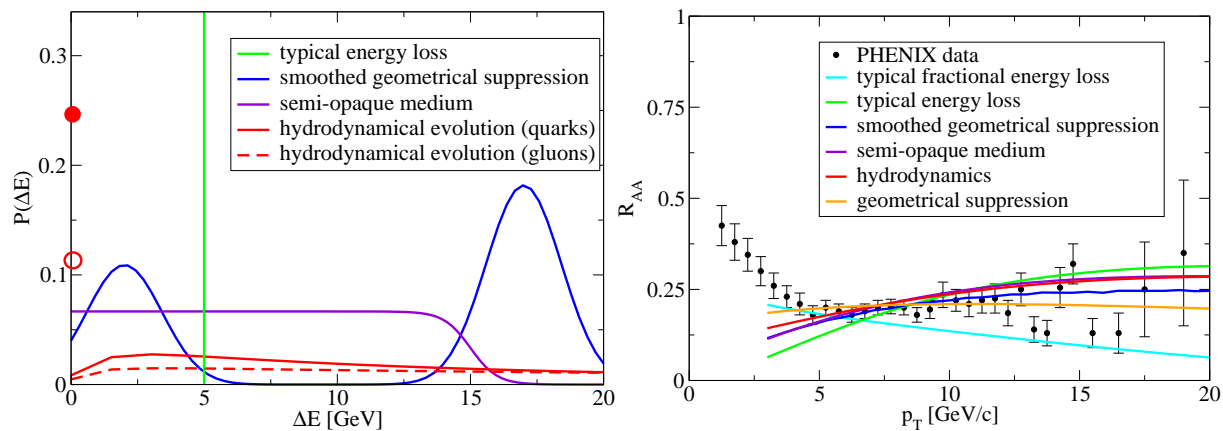 0.3
0.2
0.1
0
P(ΔE)
typical energy loss
smoothed geometrical suppression
semi-opaque medium
hydrodynamical evolution (quarks)
hydrodynamical evolution (gluons)
0 5 10 15 20
ΔE [GeV]
1
0.75
0.5
0.25
0
R_AA
PHENIX data
typical fractional energy loss
typical energy loss
smoothed geometrical suppression
semi-opaque medium
hydrodynamics
geometrical suppression
0 5 10 15 20
p_T [GeV/c]